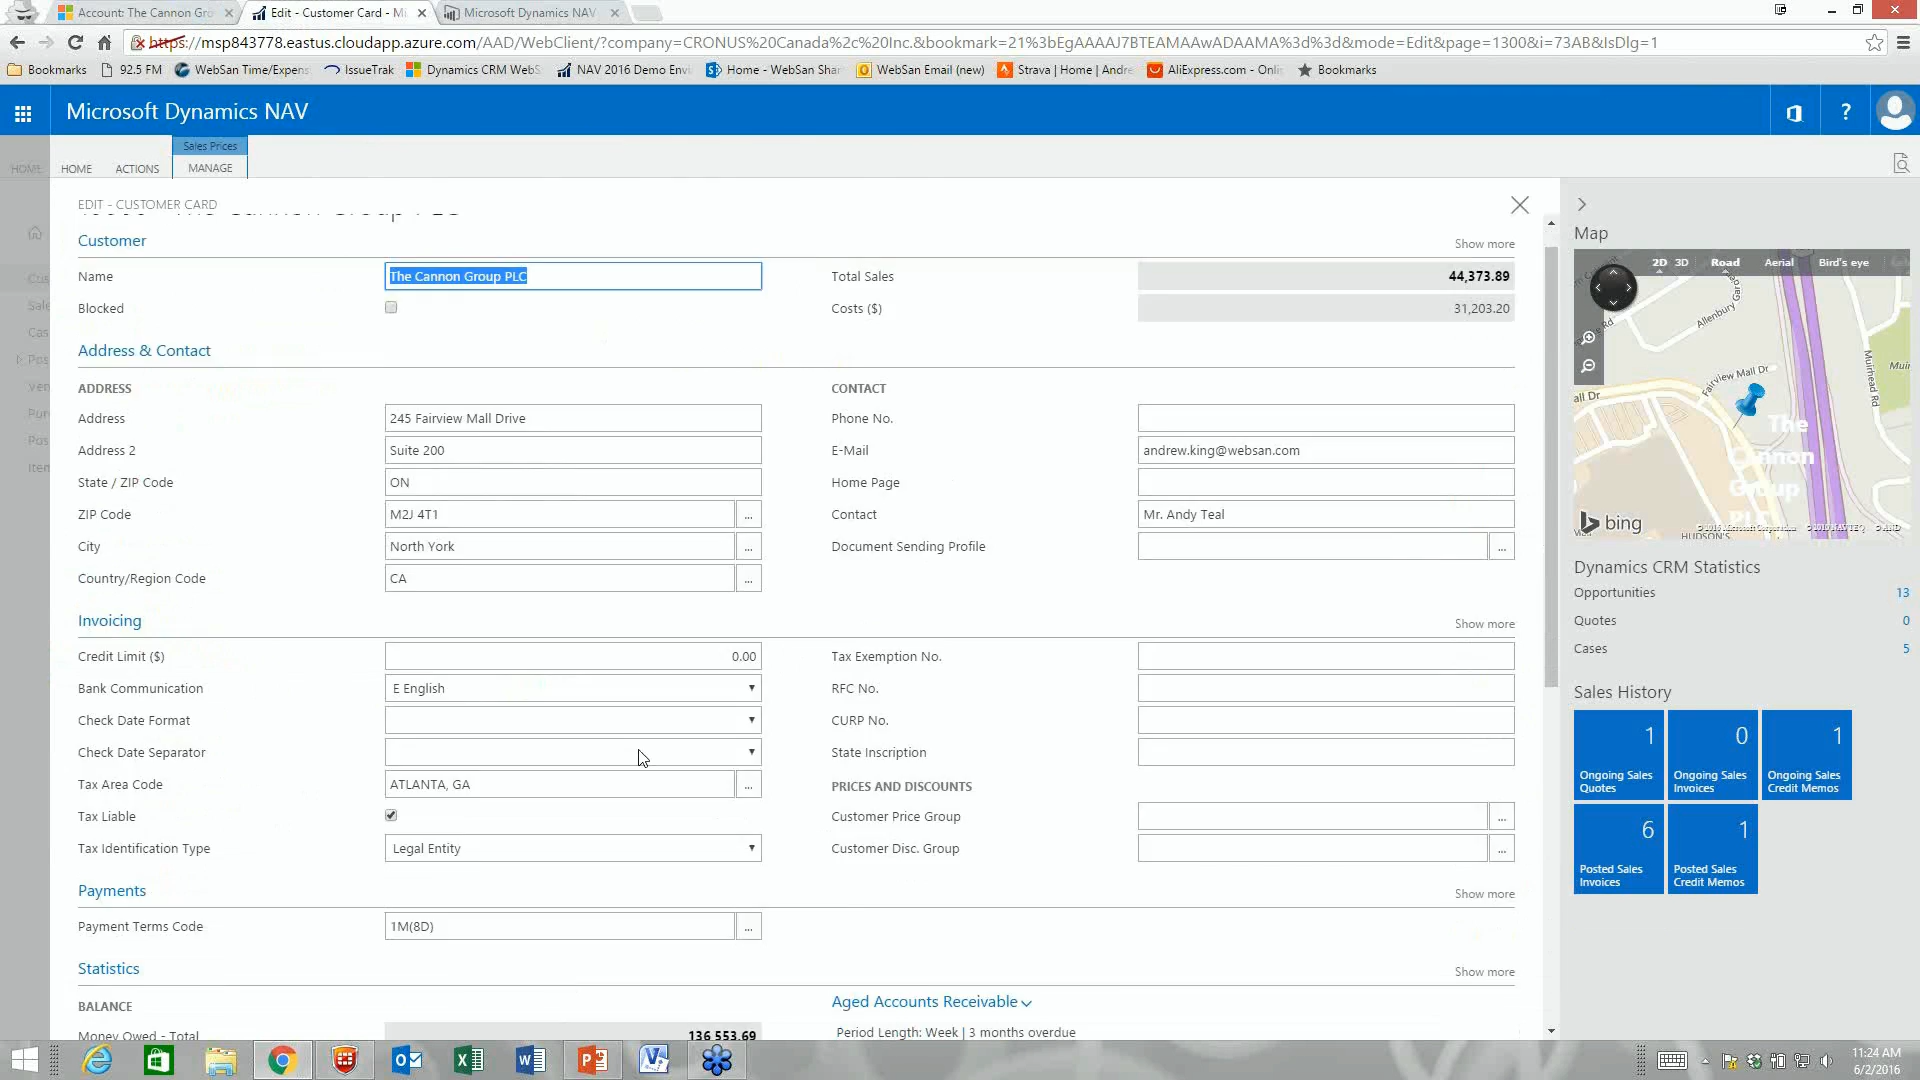 Account: The Cannon Gro
Edit - Customer Card - Mi
Microsoft Dynamics NAV
https://msp843778.eastus.cloudapp.azure.com/AAD/WebClient/?company=CRONUS%20Canada%2c%20Inc.&bookmark=21%3bEgAAAAJ7BTEAMAAwADAAMA%3d%3d&mode=Edit&page=1300&i=73AB&IsDlg=1
Bookmarks
92.5 FM
WebSan Time/Expens
IssueTrak
Dynamics CRM WebS
NAV 2016 Demo Envi
Home - WebSan Shar
WebSan Email (new)
Strava | Home | Andre
AliExpress.com - Onli
Bookmarks
Microsoft Dynamics NAV
?
Sales Prices
HOME
HOME
ACTIONS
MANAGE
EDIT - CUSTOMER CARD
Customer
Show more
Name
The Cannon Group PLC
Total Sales
44,373.89
Blocked
Costs ($)
31,203.20
Address & Contact
ADDRESS
CONTACT
Address
245 Fairview Mall Drive
Phone No.
Address 2
Suite 200
E-Mail
andrew.king@websan.com
State / ZIP Code
ON
Home Page
ZIP Code
M2J 4T1
...
Contact
Mr. Andy Teal
City
North York
...
Document Sending Profile
...
Country/Region Code
CA
...
Invoicing
Show more
Credit Limit ($)
0.00
Tax Exemption No.
Bank Communication
E English
RFC No.
Check Date Format
CURP No.
Check Date Separator
State Inscription
Tax Area Code
ATLANTA, GA
...
PRICES AND DISCOUNTS
Tax Liable
Customer Price Group
...
Tax Identification Type
Legal Entity
Customer Disc. Group
...
Payments
Show more
Payment Terms Code
1M(8D)
...
Statistics
Show more
BALANCE
Aged Accounts Receivable
Money Owed - Total
136,553.69
Period Length: Week | 3 months overdue
Map
2D 3D Road Aerial Bird's eye
Allenbury Gardens
Fairview Mall Dr
all Dr
Muirhead Rd
Muir
The
Cannon
Group
PLC
bing
HUDSON'S
Dynamics CRM Statistics
Opportunities
13
Quotes
0
Cases
5
Sales History
1
Ongoing Sales
Quotes
0
Ongoing Sales
Invoices
1
Ongoing Sales
Credit Memos
6
Posted Sales
Invoices
1
Posted Sales
Credit Memos
11:24 AM
6/2/2016